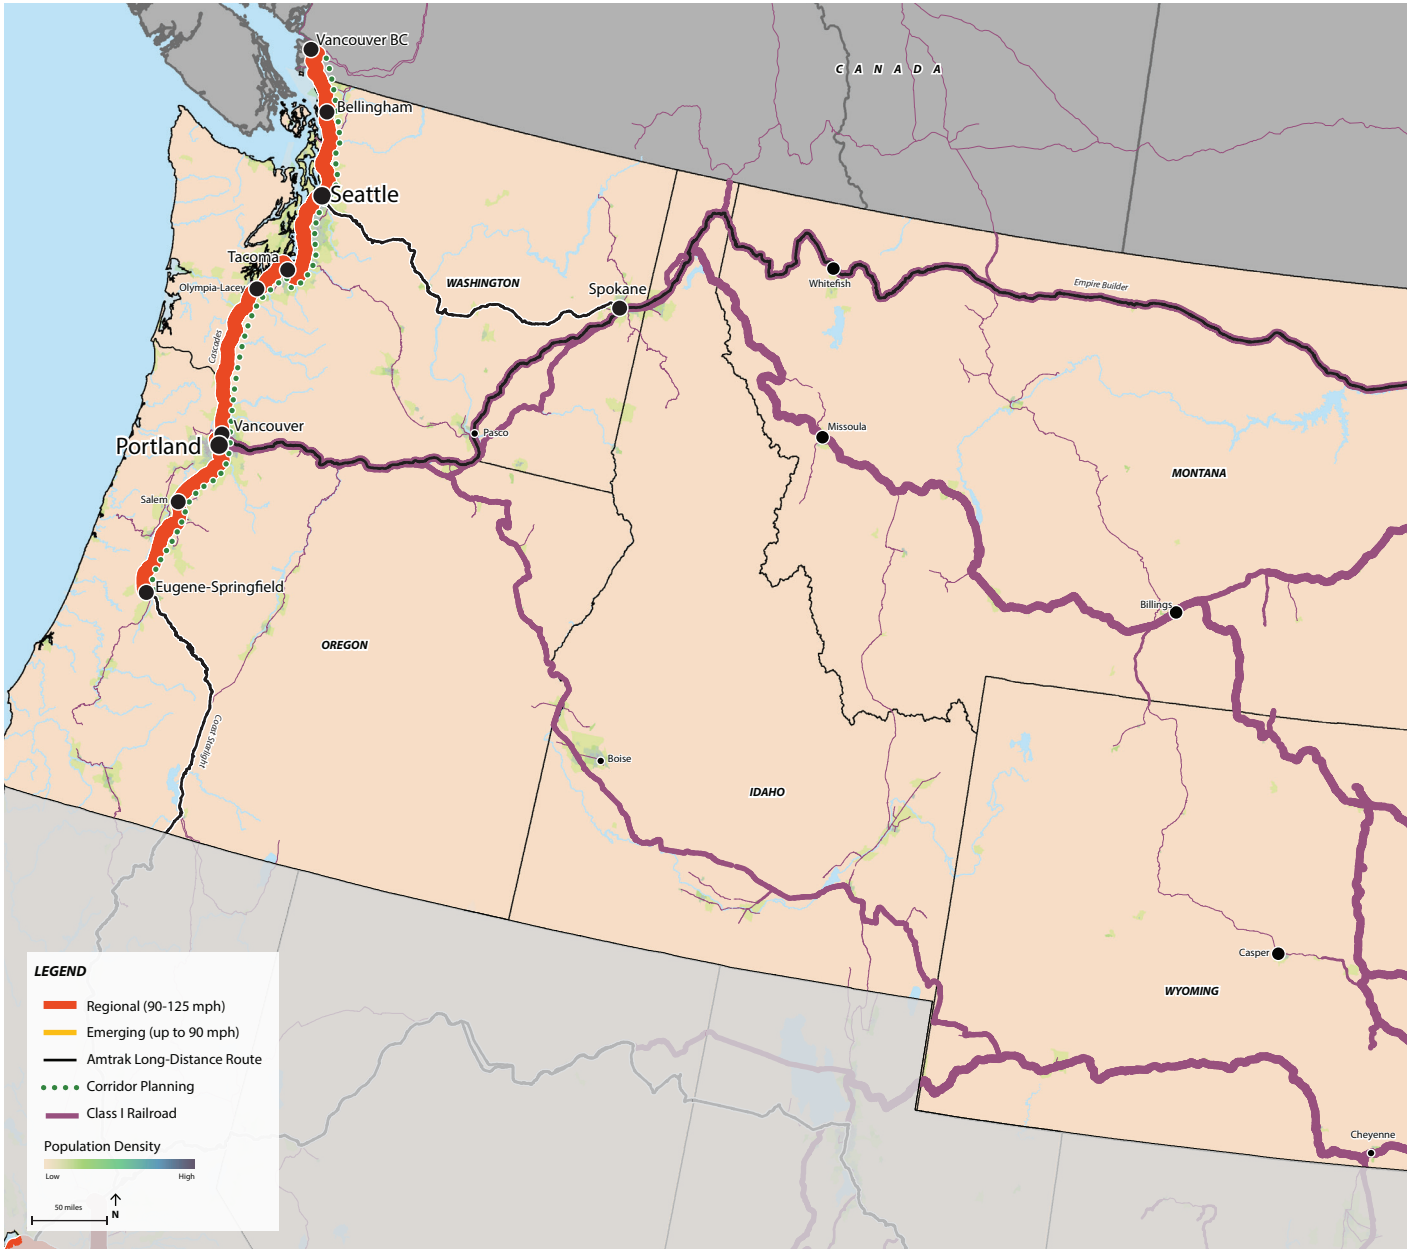 Vancouver BC
C A N A D A
Bellingham
Seattle
Tacoma
WASHINGTON
Spokane
Whitefish
Empire Builder
Olympia-Lacey
Cascades
Vancouver
Portland
Pasco
Missoula
MONTANA
Salem
Eugene-Springfield
Billings
OREGON
Coast Starlight
Boise
IDAHO
Casper
WYOMING
Cheyenne
LEGEND
Regional (90-125 mph)
Emerging (up to 90 mph)
Amtrak Long-Distance Route
Corridor Planning
Class I Railroad
Population Density
Low High
50 miles
N